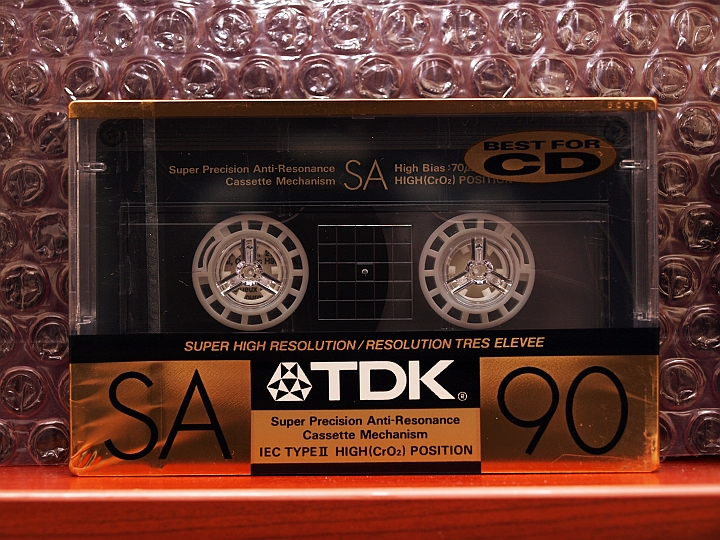 BEST FOR
CD
Super Precision Anti-Resonance
Cassette Mechanism
SA
High Bias:70μ
HIGH(CrO₂) POSITION
SUPER HIGH RESOLUTION/RESOLUTION TRES ELEVEE
SA
TDK®
90
Super Precision Anti-Resonance
Cassette Mechanism
IEC TYPE II HIGH(CrO₂) POSITION